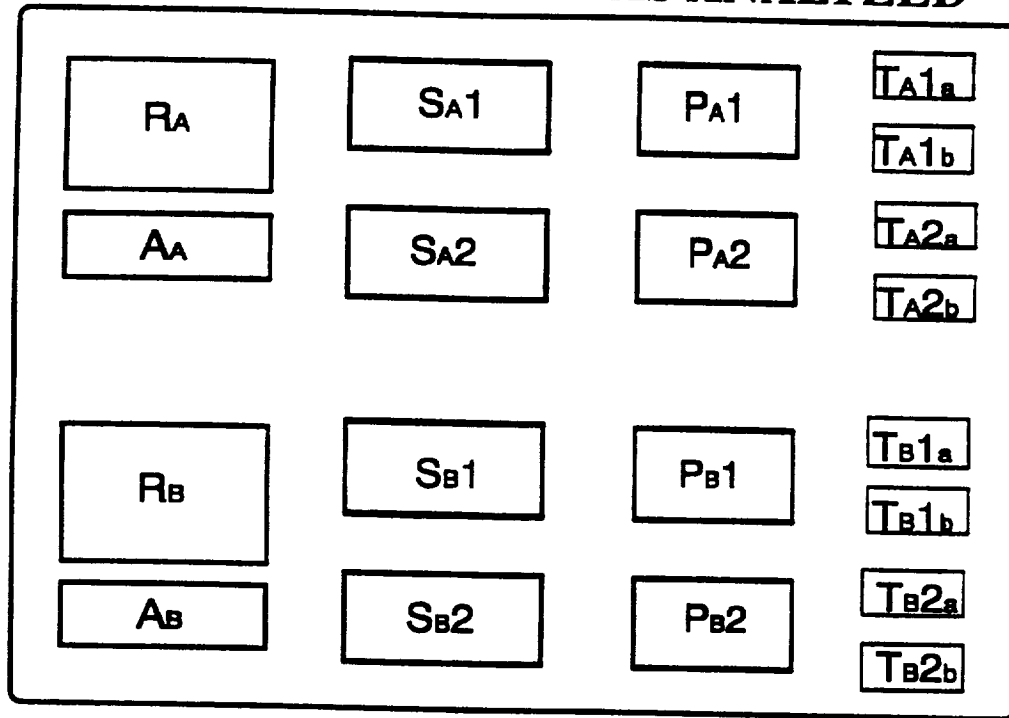 RA SA1 PA1 TA1a
TA1b
AA SA2 PA2 TA2a
TA2b
RB SB1 PB1 TB1a
TB1b
AB SB2 PB2 TB2a
TB2b